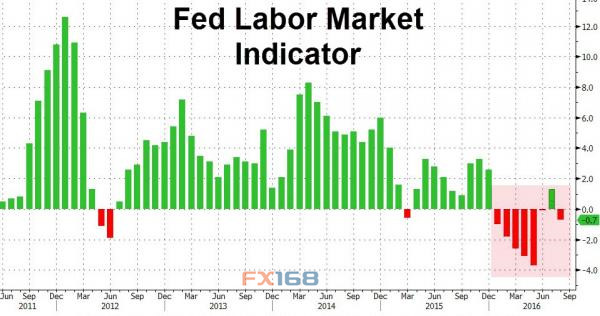 Fed Labor Market
Indicator
14.0
12.0
10.0
8.0
6.0
4.0
2.0
0.0
-0.7
-2.0
-4.0
FX168
Jun Sep Dec Mar Jun Sep Dec Mar Jun Sep Dec Mar Jun Sep Dec Mar Jun Sep Dec Mar Jun Sep
2011 2012 2013 2014 2015 2016